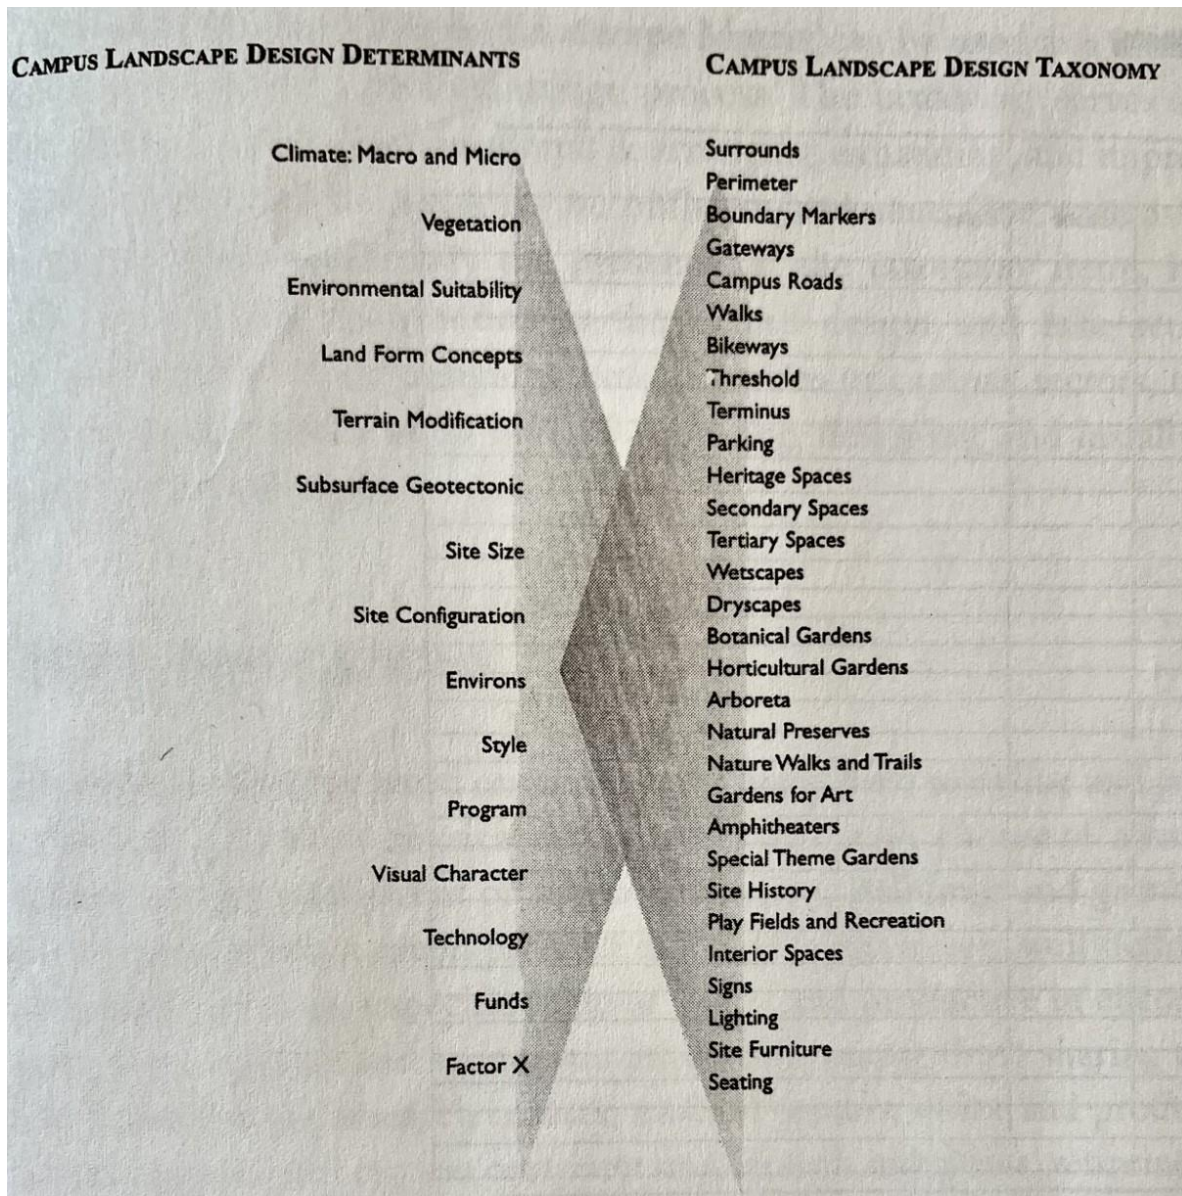 CAMPUS LANDSCAPE DESIGN DETERMINANTS
Climate: Macro and Micro
Vegetation
Environmental Suitability
Land Form Concepts
Terrain Modification
Subsurface Geotectonic
Site Size
Site Configuration
Environs
Style
Program
Visual Character
Technology
Funds
Factor X
CAMPUS LANDSCAPE DESIGN TAXONOMY
Surrounds
Perimeter
Boundary Markers
Gateways
Campus Roads
Walks
Bikeways
Threshold
Terminus
Parking
Heritage Spaces
Secondary Spaces
Tertiary Spaces
Wetscapes
Dryscapes
Botanical Gardens
Horticultural Gardens
Arboreta
Natural Preserves
Nature Walks and Trails
Gardens for Art
Amphitheaters
Special Theme Gardens
Site History
Play Fields and Recreation
Interior Spaces
Signs
Lighting
Site Furniture
Seating